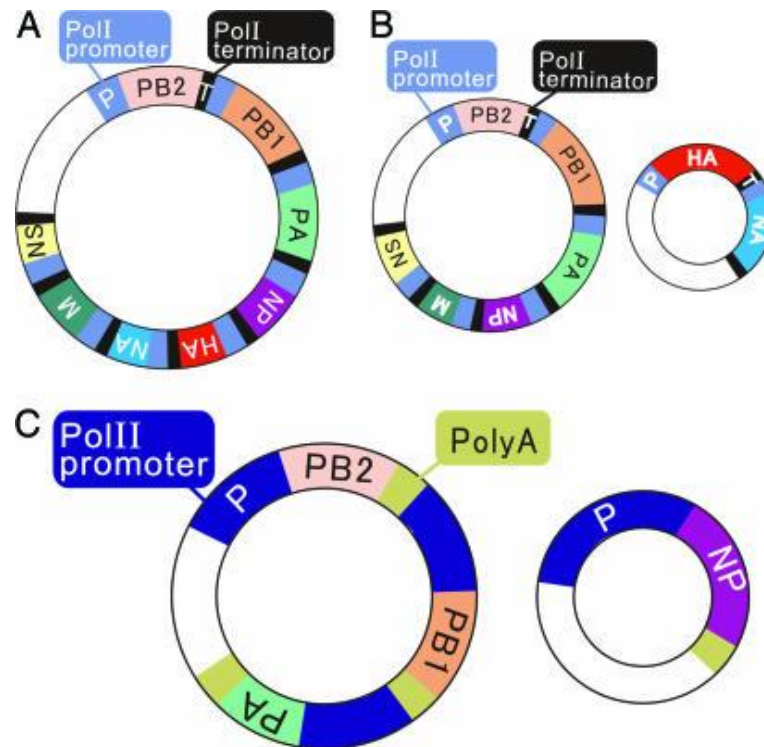 A
PolI
promoter
PolI
terminator
P
PB2
T
PB1
PA
NP
HA
NA
M
NS
B
PolI
promoter
PolI
terminator
P
PB2
T
PB1
PA
NP
M
NS
P
HA
T
NA
C
PolII
promoter
PolyA
P
PB2
PB1
PA
P
NP